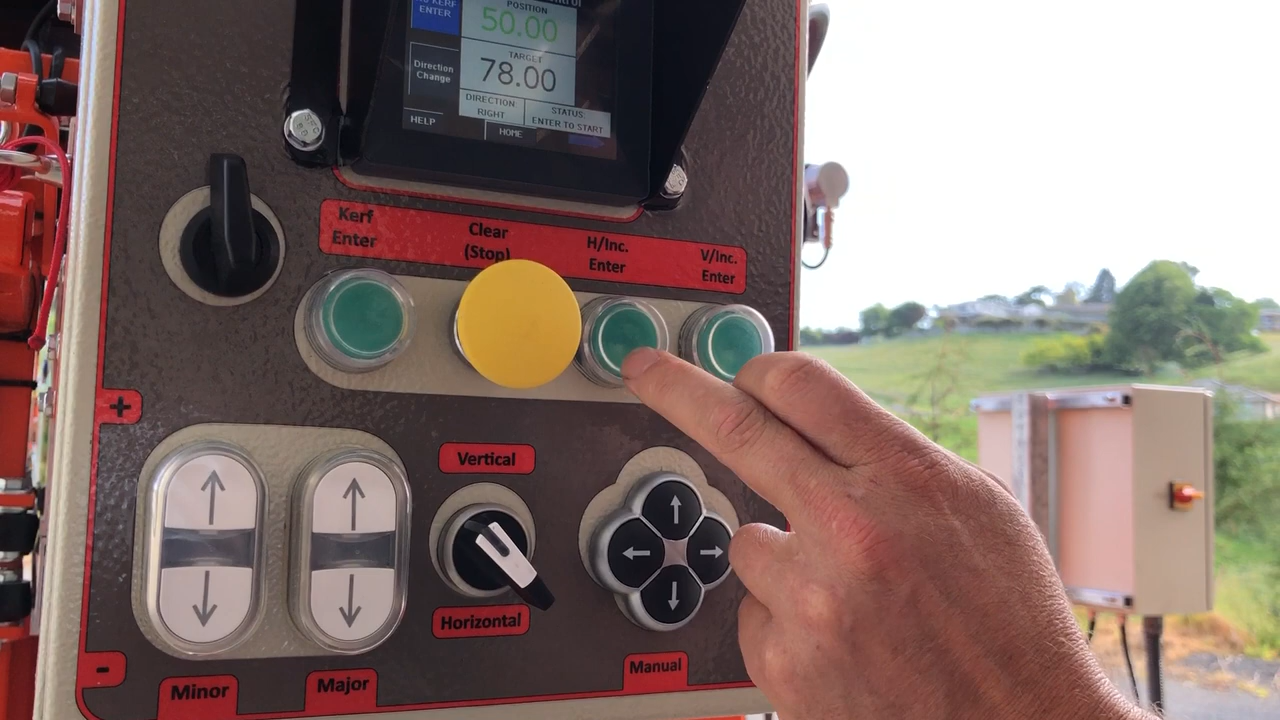 ENTER
POSITION
50.00
TARGET
78.00
Direction
Change
DIRECTION
RIGHT
STATUS:
ENTER TO START
HELP
HOME
Kerf
Enter
Clear
(Stop)
H/Inc.
Enter
V/Inc.
Enter
+
Vertical
Horizontal
-
Minor
Major
Manual